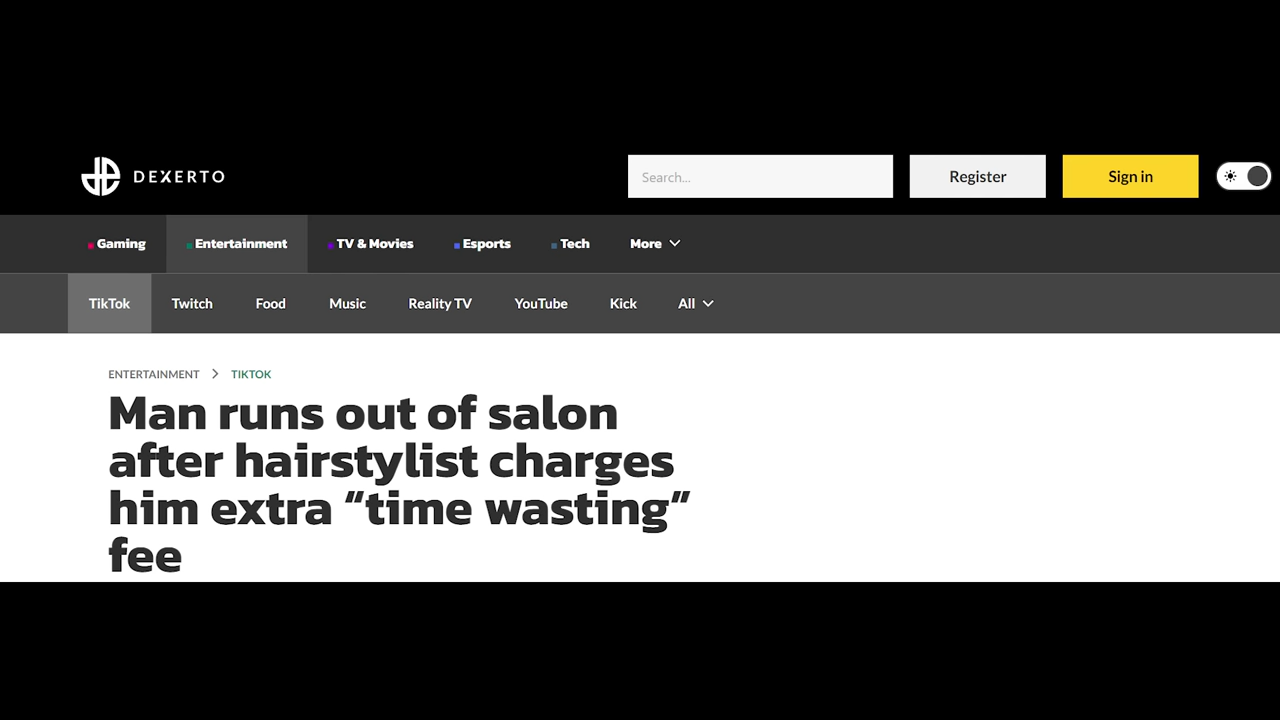 DEXERTO
Search...
Register
Sign in
Gaming
Entertainment
TV & Movies
Esports
Tech
More
TikTok
Twitch
Food
Music
Reality TV
YouTube
Kick
All
ENTERTAINMENT > TIKTOK
Man runs out of salon
after hairstylist charges
him extra “time wasting”
fee